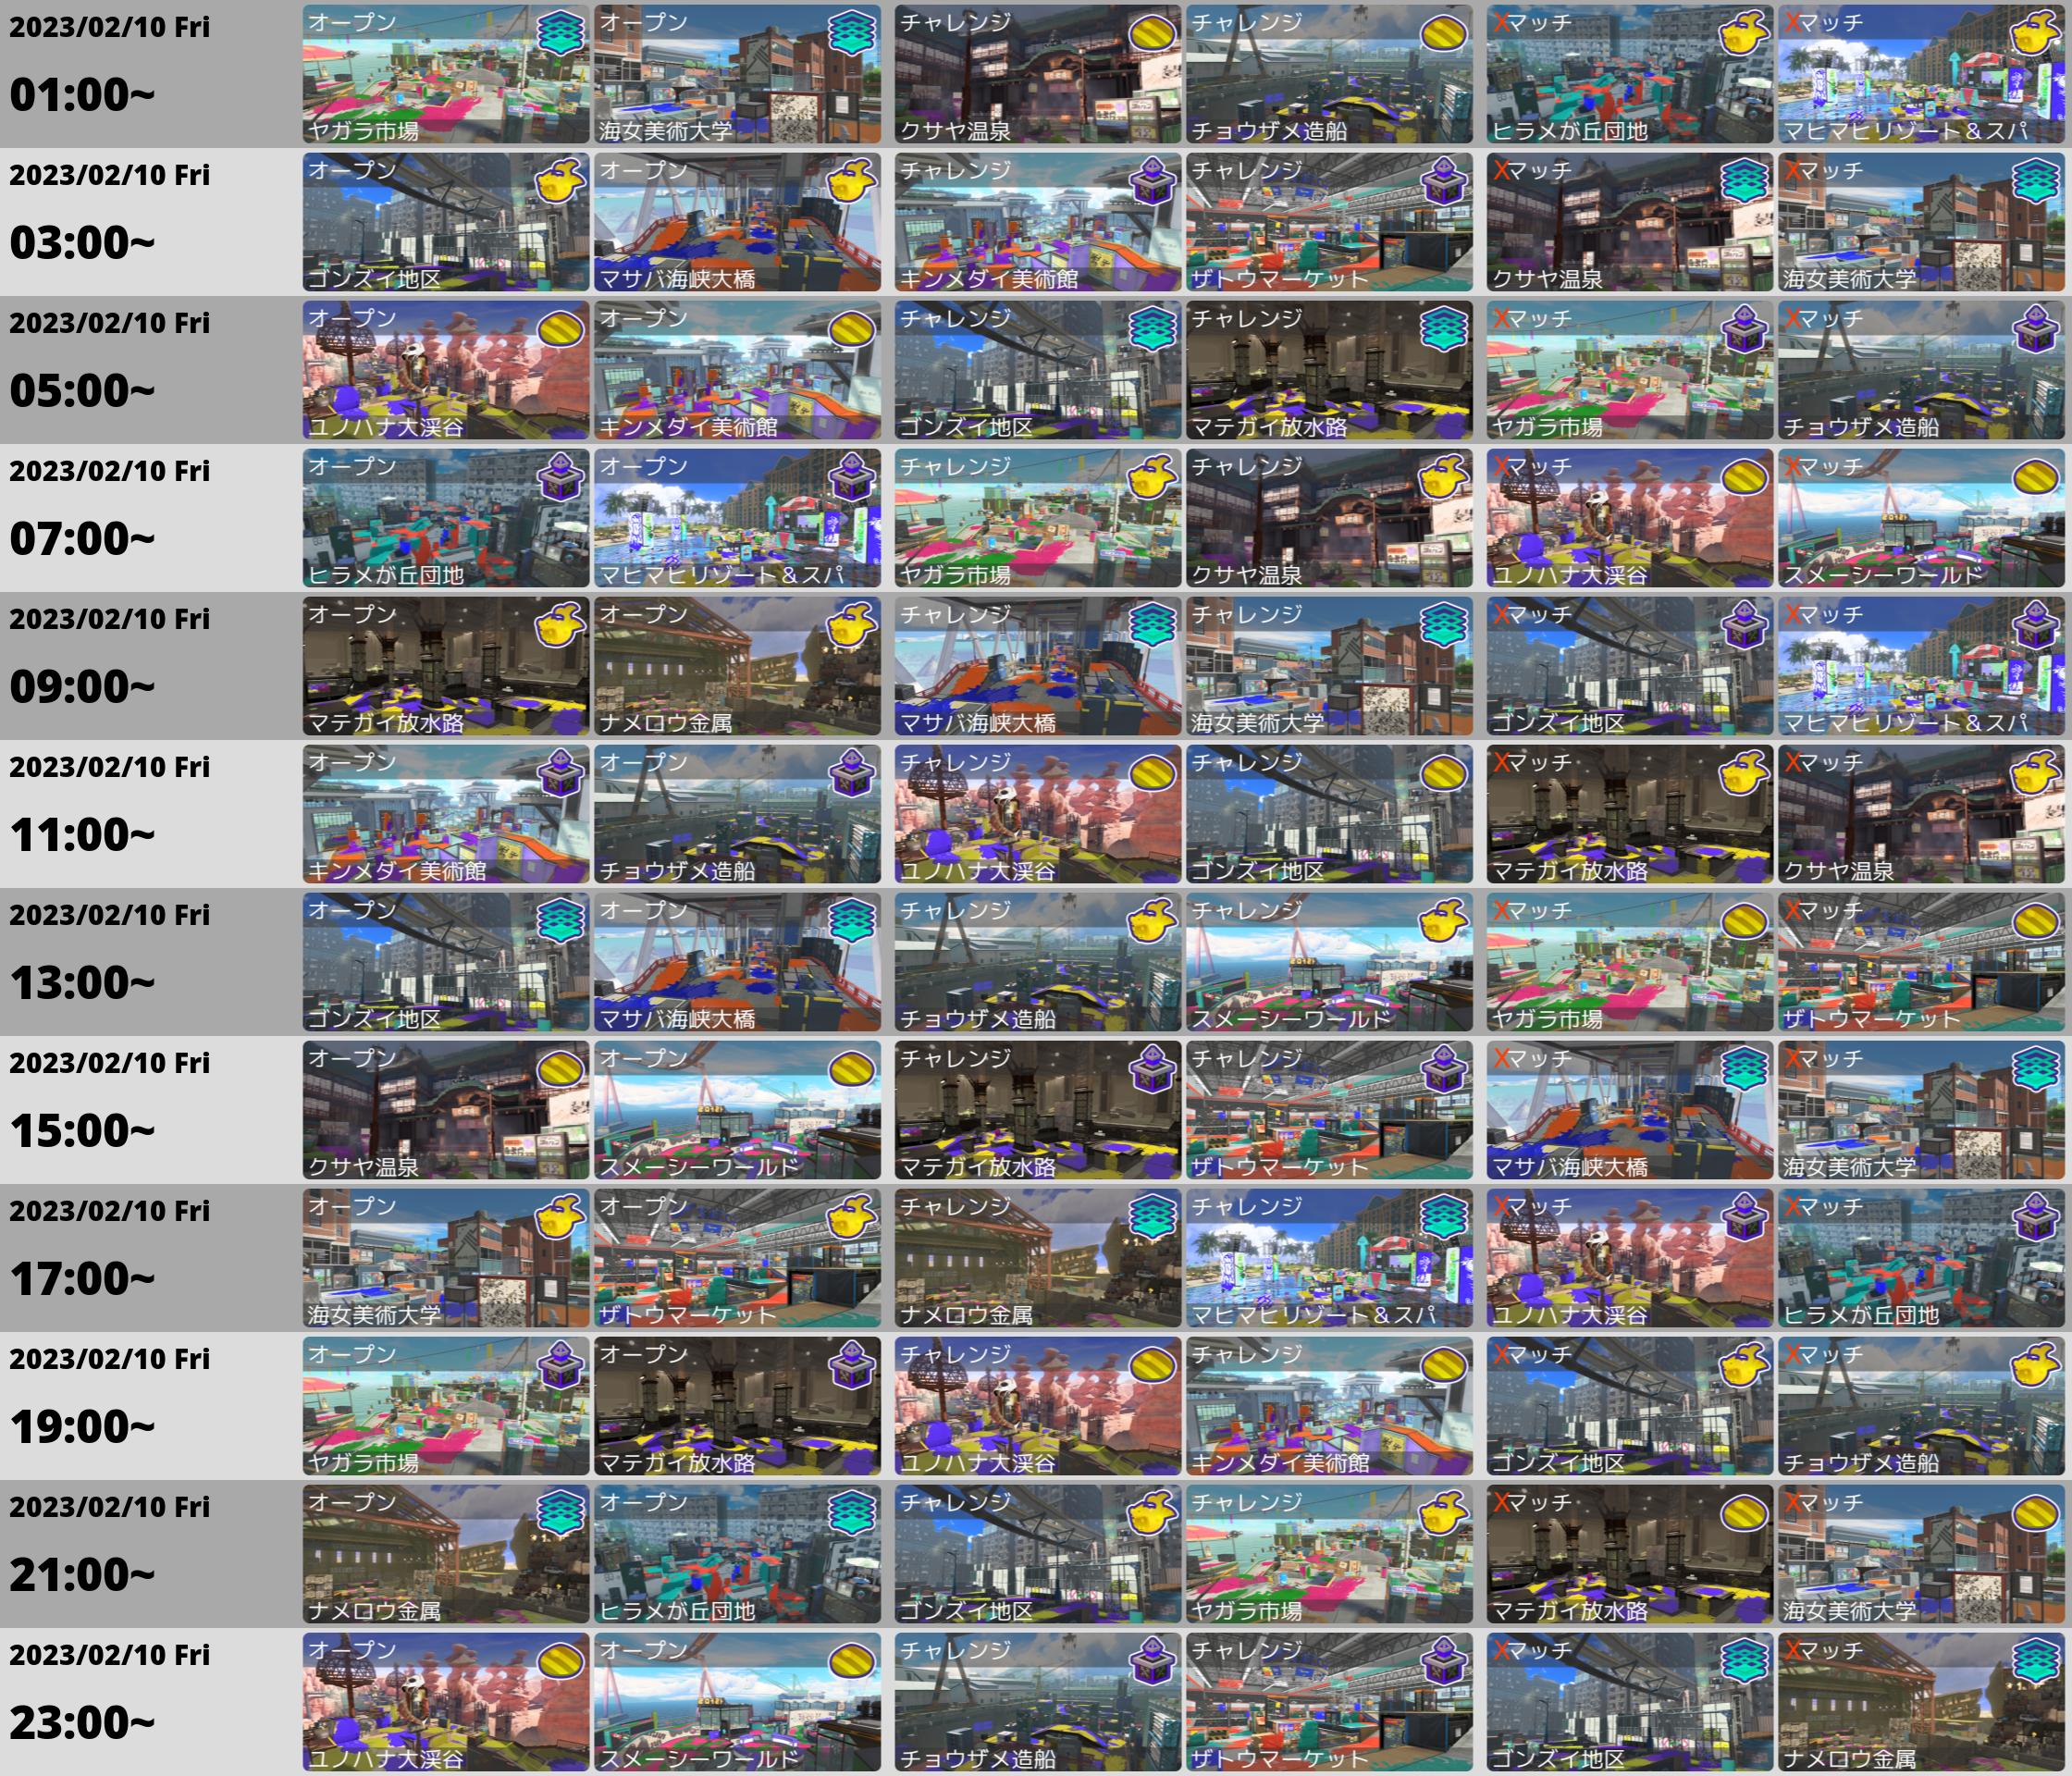 2023/02/10 Fri
01:00~
オープン オープン チャレンジ チャレンジ Xマッチ Xマッチ
ヤガラ市場 海女美術大学 クサヤ温泉 チョウザメ造船 ヒラメが丘団地 マヒマヒリゾート＆スパ
2023/02/10 Fri
03:00~
オープン オープン チャレンジ チャレンジ Xマッチ Xマッチ
ゴンズイ地区 マサバ海峡大橋 キンメダイ美術館 ザトウマーケット クサヤ温泉 海女美術大学
2023/02/10 Fri
05:00~
オープン オープン チャレンジ チャレンジ Xマッチ Xマッチ
ユノハナ大渓谷 キンメダイ美術館 ゴンズイ地区 マテガイ放水路 ヤガラ市場 チョウザメ造船
2023/02/10 Fri
07:00~
オープン オープン チャレンジ チャレンジ Xマッチ Xマッチ
ヒラメが丘団地 マヒマヒリゾート＆スパ ヤガラ市場 クサヤ温泉 ユノハナ大渓谷 スメーシーワールド
2023/02/10 Fri
09:00~
オープン オープン チャレンジ チャレンジ Xマッチ Xマッチ
マテガイ放水路 ナメロウ金属 マサバ海峡大橋 海女美術大学 ゴンズイ地区 マヒマヒリゾート＆スパ
2023/02/10 Fri
11:00~
オープン オープン チャレンジ チャレンジ Xマッチ Xマッチ
キンメダイ美術館 チョウザメ造船 ユノハナ大渓谷 ゴンズイ地区 マテガイ放水路 クサヤ温泉
2023/02/10 Fri
13:00~
オープン オープン チャレンジ チャレンジ Xマッチ Xマッチ
ゴンズイ地区 マサバ海峡大橋 チョウザメ造船 スメーシーワールド ヤガラ市場 ザトウマーケット
2023/02/10 Fri
15:00~
オープン オープン チャレンジ チャレンジ Xマッチ Xマッチ
クサヤ温泉 スメーシーワールド マテガイ放水路 ザトウマーケット マサバ海峡大橋 海女美術大学
2023/02/10 Fri
17:00~
オープン オープン チャレンジ チャレンジ Xマッチ Xマッチ
海女美術大学 ザトウマーケット ナメロウ金属 マヒマヒリゾート＆スパ ユノハナ大渓谷 ヒラメが丘団地
2023/02/10 Fri
19:00~
オープン オープン チャレンジ チャレンジ Xマッチ Xマッチ
ヤガラ市場 マテガイ放水路 ユノハナ大渓谷 キンメダイ美術館 ゴンズイ地区 チョウザメ造船
2023/02/10 Fri
21:00~
オープン オープン チャレンジ チャレンジ Xマッチ Xマッチ
ナメロウ金属 ヒラメが丘団地 ゴンズイ地区 ヤガラ市場 マテガイ放水路 海女美術大学
2023/02/10 Fri
23:00~
オープン オープン チャレンジ チャレンジ Xマッチ Xマッチ
ユノハナ大渓谷 スメーシーワールド チョウザメ造船 ザトウマーケット ゴンズイ地区 ナメロウ金属